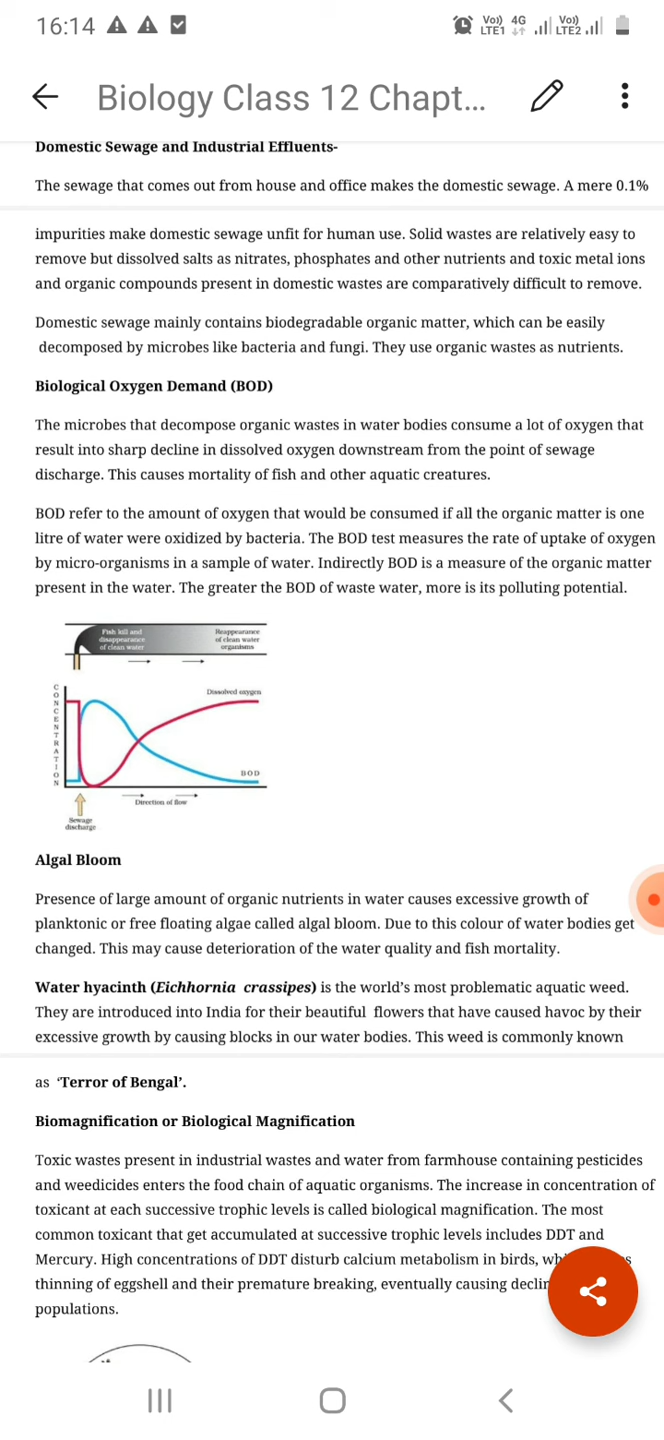 16:14
Vo)) 4G Vo))
LTE1 LTE2
Biology Class 12 Chapt...
Domestic Sewage and Industrial Effluents-
The sewage that comes out from house and office makes the domestic sewage. A mere 0.1%
impurities make domestic sewage unfit for human use. Solid wastes are relatively easy to
remove but dissolved salts as nitrates, phosphates and other nutrients and toxic metal ions
and organic compounds present in domestic wastes are comparatively difficult to remove.
Domestic sewage mainly contains biodegradable organic matter, which can be easily
decomposed by microbes like bacteria and fungi. They use organic wastes as nutrients.
Biological Oxygen Demand (BOD)
The microbes that decompose organic wastes in water bodies consume a lot of oxygen that
result into sharp decline in dissolved oxygen downstream from the point of sewage
discharge. This causes mortality of fish and other aquatic creatures.
BOD refer to the amount of oxygen that would be consumed if all the organic matter is one
litre of water were oxidized by bacteria. The BOD test measures the rate of uptake of oxygen
by micro-organisms in a sample of water. Indirectly BOD is a measure of the organic matter
present in the water. The greater the BOD of waste water, more is its polluting potential.
Fish kill and
disappearance
of clean water
Reappearance
of clean water
organisms
CONCENTRATION
Dissolved oxygen
BOD
Direction of flow
Sewage
discharge
Algal Bloom
Presence of large amount of organic nutrients in water causes excessive growth of
planktonic or free floating algae called algal bloom. Due to this colour of water bodies get
changed. This may cause deterioration of the water quality and fish mortality.
Water hyacinth (Eichhornia crassipes) is the world's most problematic aquatic weed.
They are introduced into India for their beautiful flowers that have caused havoc by their
excessive growth by causing blocks in our water bodies. This weed is commonly known
as 'Terror of Bengal'.
Biomagnification or Biological Magnification
Toxic wastes present in industrial wastes and water from farmhouse containing pesticides
and weedicides enters the food chain of aquatic organisms. The increase in concentration of
toxicant at each successive trophic levels is called biological magnification. The most
common toxicant that get accumulated at successive trophic levels includes DDT and
Mercury. High concentrations of DDT disturb calcium metabolism in birds,
thinning of eggshell and their premature breaking, eventually causing
populations.